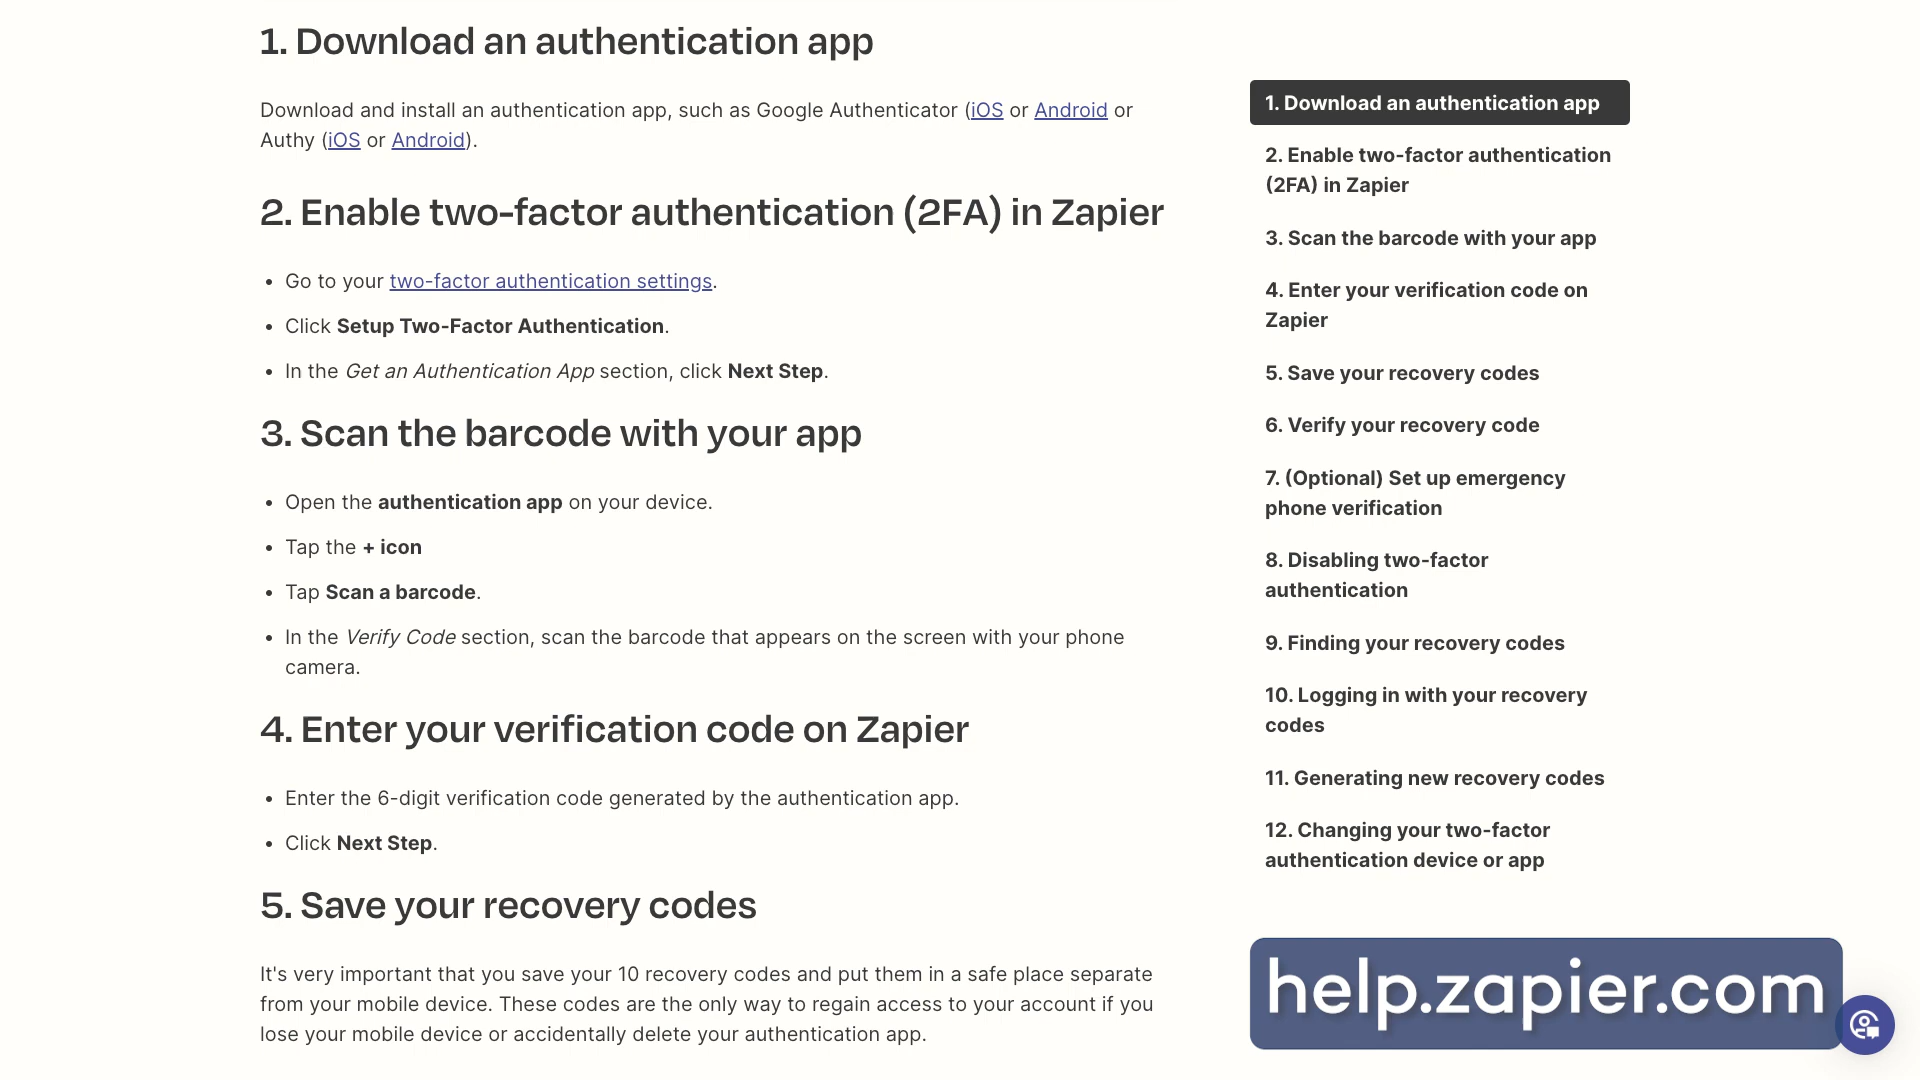 1. Download an authentication app
Download and install an authentication app, such as Google Authenticator (iOS or Android or
Authy (iOS or Android).
2. Enable two-factor authentication (2FA) in Zapier
• Go to your two-factor authentication settings.
• Click Setup Two-Factor Authentication.
• In the Get an Authentication App section, click Next Step.
3. Scan the barcode with your app
• Open the authentication app on your device.
• Tap the + icon
• Tap Scan a barcode.
• In the Verify Code section, scan the barcode that appears on the screen with your phone
camera.
4. Enter your verification code on Zapier
• Enter the 6-digit verification code generated by the authentication app.
• Click Next Step.
5. Save your recovery codes
It's very important that you save your 10 recovery codes and put them in a safe place separate
from your mobile device. These codes are the only way to regain access to your account if you
lose your mobile device or accidentally delete your authentication app.
1. Download an authentication app
2. Enable two-factor authentication
(2FA) in Zapier
3. Scan the barcode with your app
4. Enter your verification code on
Zapier
5. Save your recovery codes
6. Verify your recovery code
7. (Optional) Set up emergency
phone verification
8. Disabling two-factor
authentication
9. Finding your recovery codes
10. Logging in with your recovery
codes
11. Generating new recovery codes
12. Changing your two-factor
authentication device or app
help.zapier.com